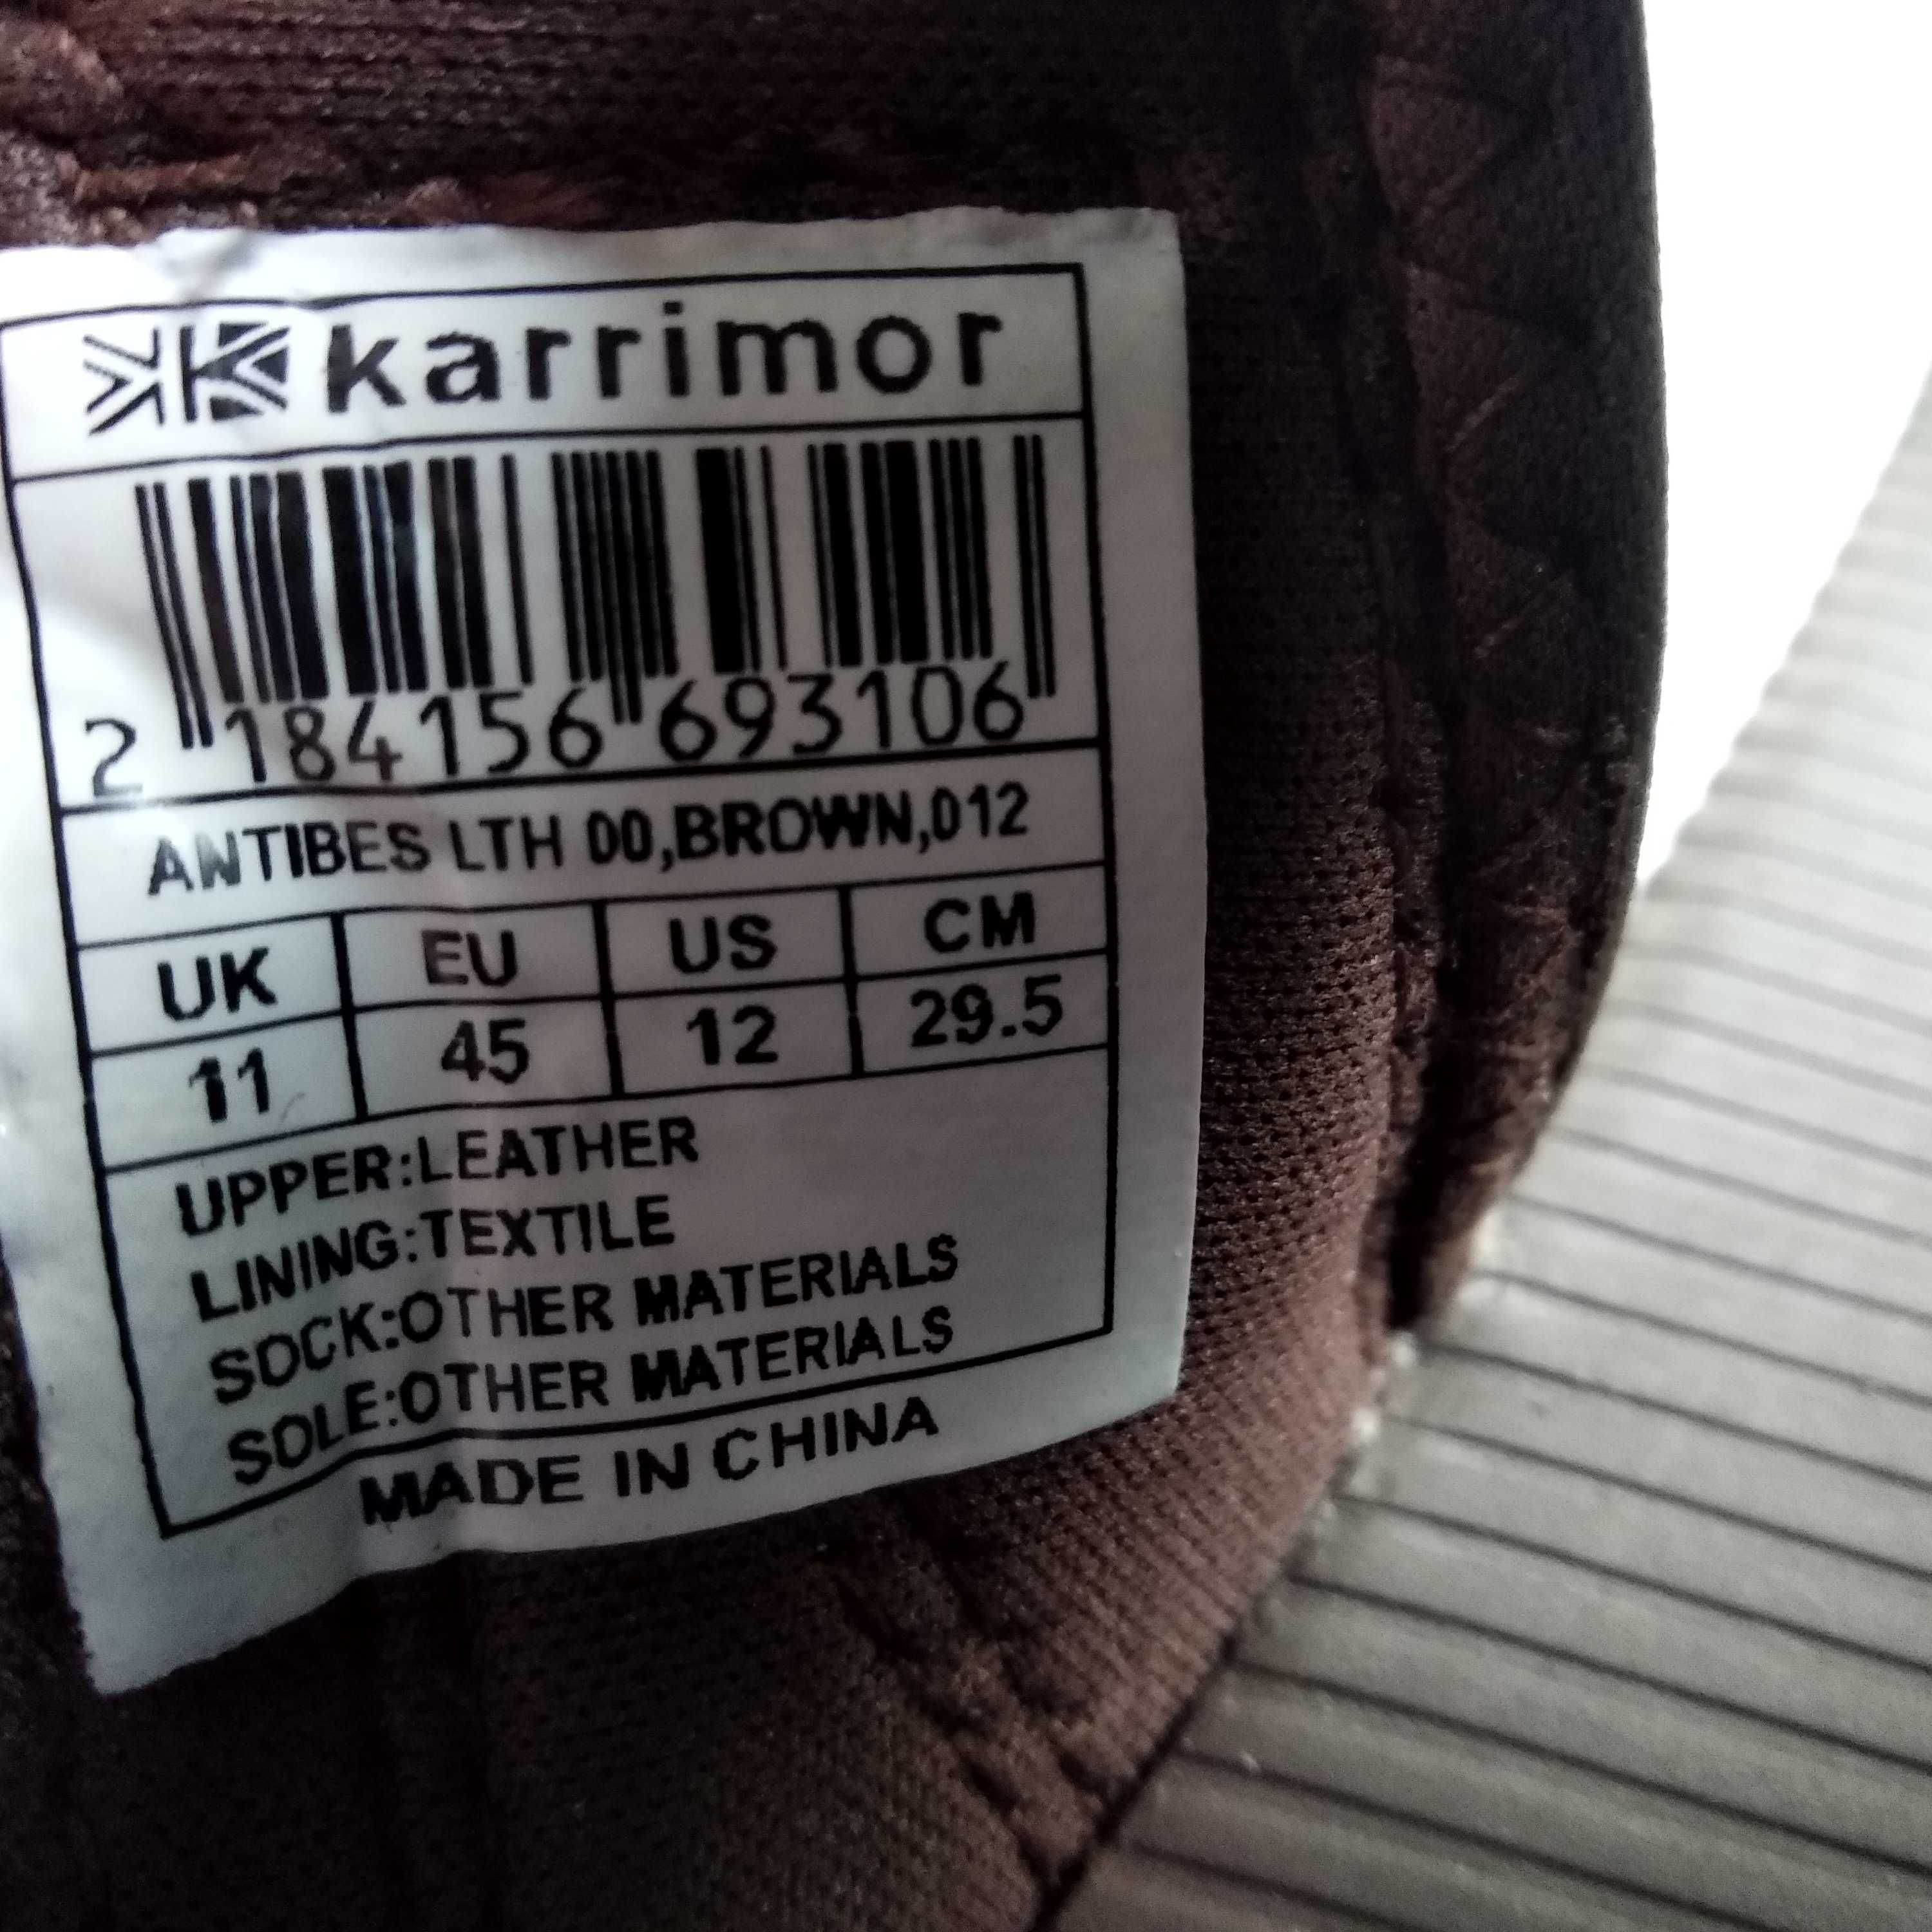 karrimor
2 184156 693106
ANTIBES LTH 00,BROWN,012
UK EU US CM
11 45 12 29.5
UPPER:LEATHER
LINING:TEXTILE
SOCK:OTHER MATERIALS
SOLE:OTHER MATERIALS
MADE IN CHINA